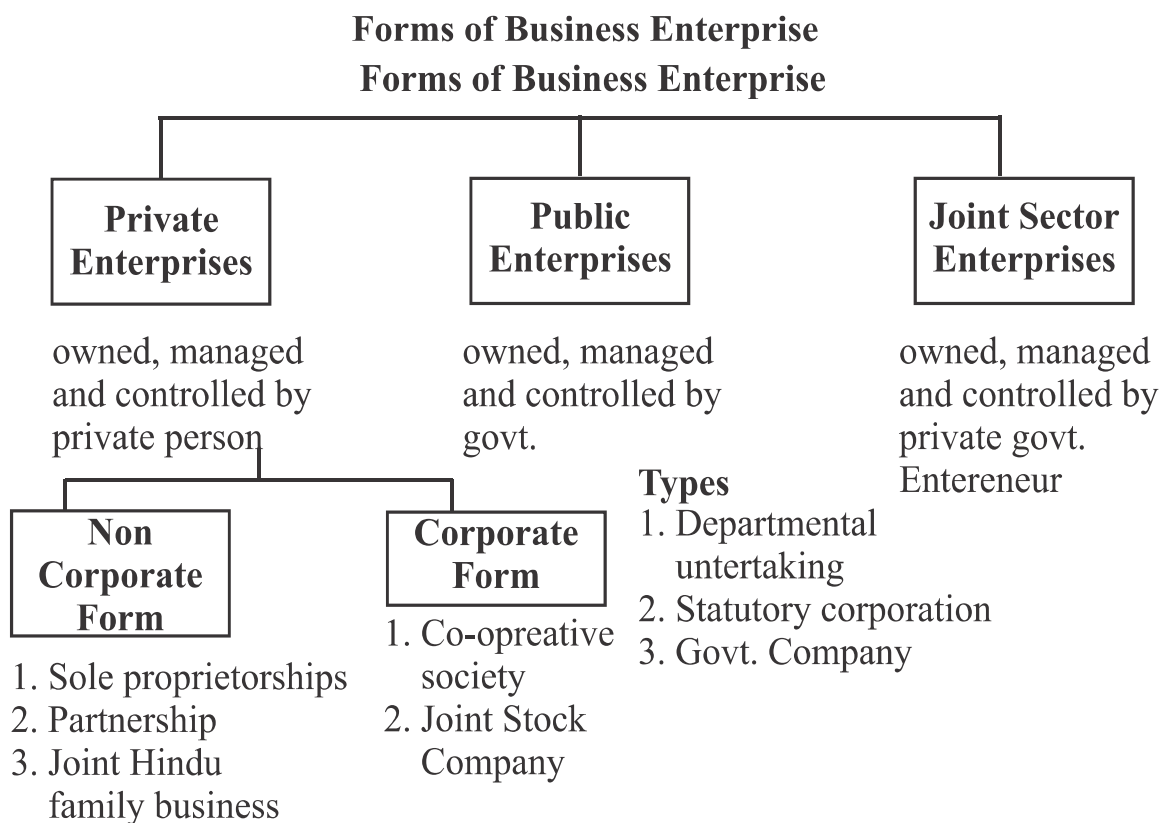 Forms of Business Enterprise
Forms of Business Enterprise
Private
Enterprises
owned, managed
and controlled by
private person
Public
Enterprises
owned, managed
and controlled by
govt.
Joint Sector
Enterprises
owned, managed
and controlled by
private govt.
Entereneur
Non
Corporate
Form
1. Sole proprietorships
2. Partnership
3. Joint Hindu
family business
Corporate
Form
1. Co-opreative
society
2. Joint Stock
Company
Types
1. Departmental
untertaking
2. Statutory corporation
3. Govt. Company